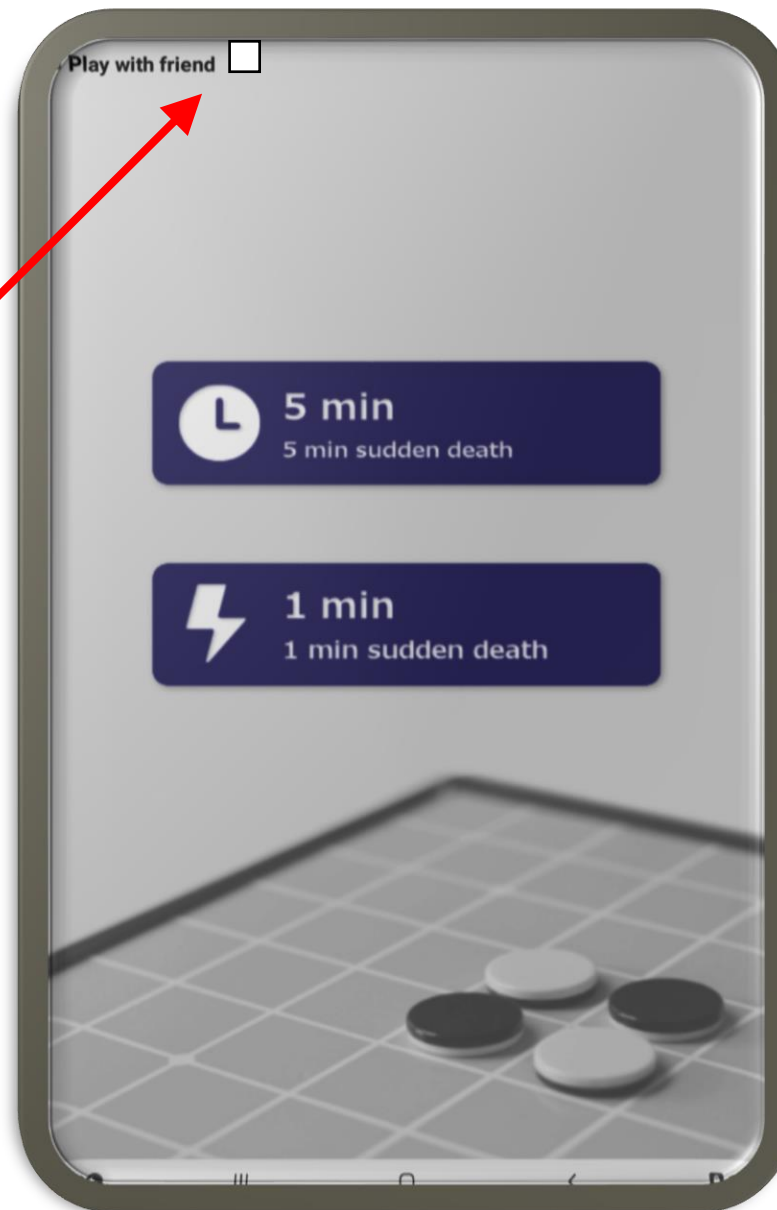 Play with friend
5 min
5 min sudden death
1 min
1 min sudden death